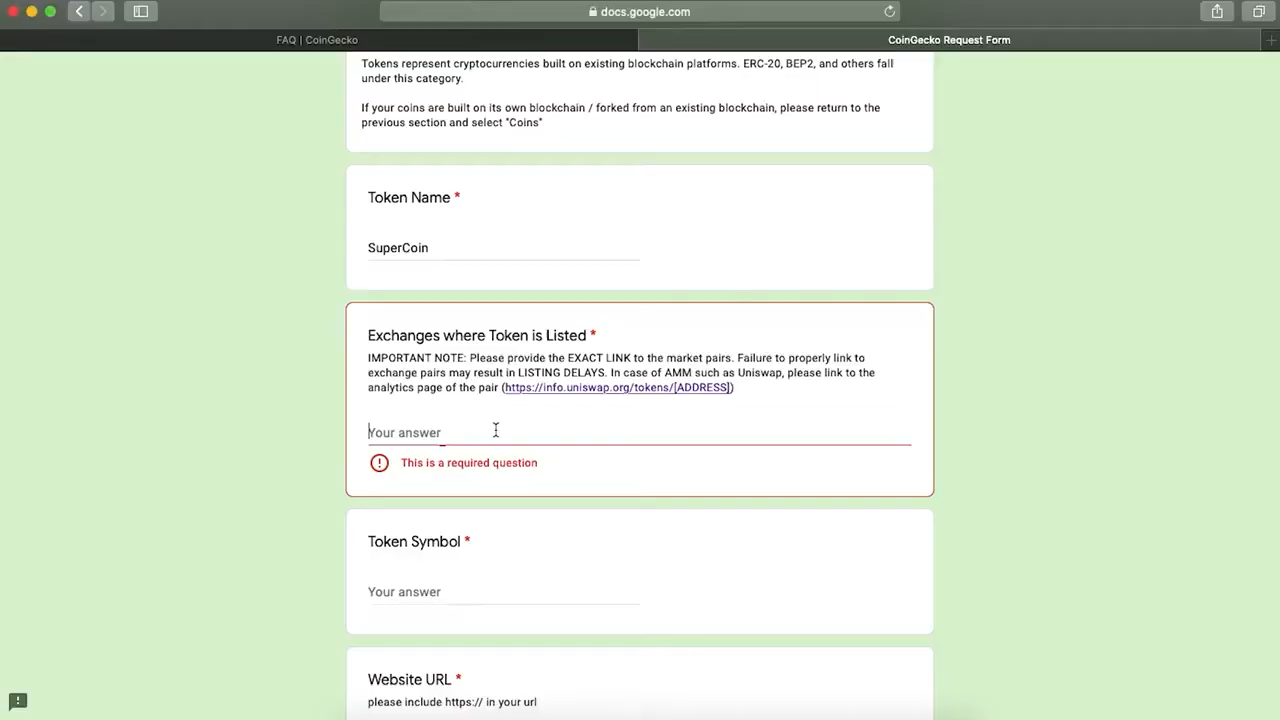 docs.google.com
FAQ | CoinGecko
CoinGecko Request Form
Tokens represent cryptocurrencies built on existing blockchain platforms. ERC-20, BEP2, and others fall
under this category.
If your coins are built on its own blockchain / forked from an existing blockchain, please return to the
previous section and select "Coins"
Token Name *
SuperCoin
Exchanges where Token is Listed *
IMPORTANT NOTE: Please provide the EXACT LINK to the market pairs. Failure to properly link to
exchange pairs may result in LISTING DELAYS. In case of AMM such as Uniswap, please link to the
analytics page of the pair (https://info.uniswap.org/tokens/[ADDRESS])
Your answer
This is a required question
Token Symbol *
Your answer
Website URL *
please include https:// in your url